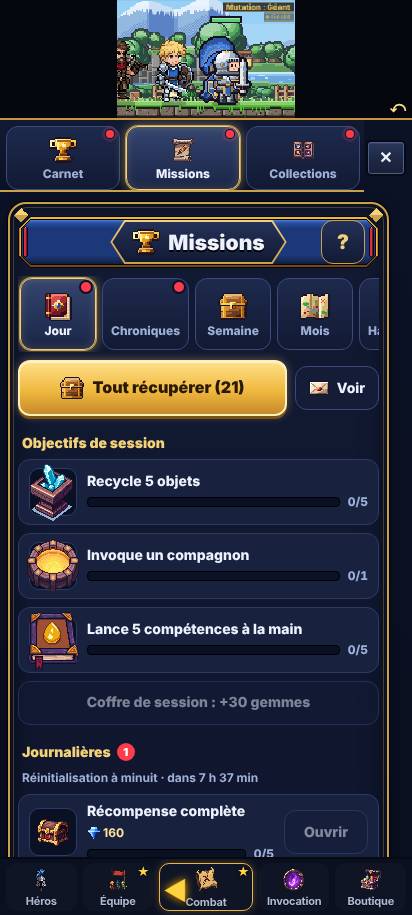 Mutation : Géant
Carnet
Missions
Collections
×
Missions
?
Jour
Chroniques
Semaine
Mois
Tout récupérer (21)
Voir
Objectifs de session
Recycle 5 objets
0/5
Invoque un compagnon
0/1
Lance 5 compétences à la main
0/5
Coffre de session : +30 gemmes
Journalières 1
Réinitialisation à minuit · dans 7 h 37 min
Récompense complète
160
Ouvrir
0/5
Héros
Équipe
Combat
Invocation
Boutique